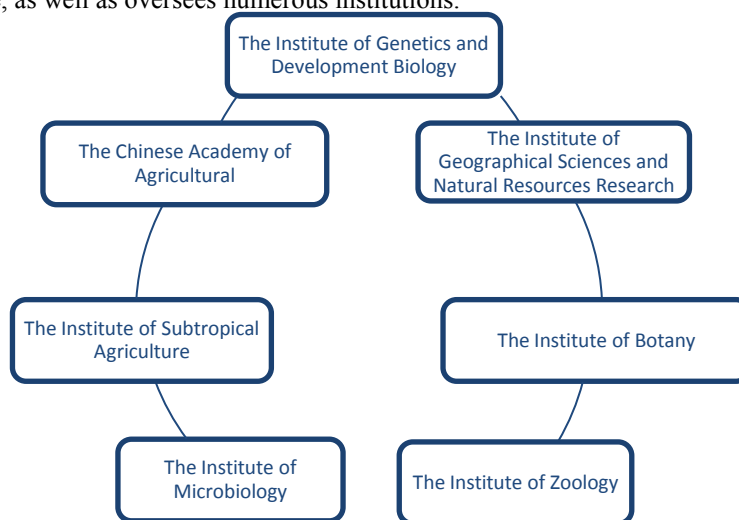 , as well as oversees numerous institutions.
The Institute of Genetics and
Development Biology
The Chinese Academy of
Agricultural
The Institute of
Geographical Sciences and
Natural Resources Research
The Institute of Subtropical
Agriculture
The Institute of Botany
The Institute of
Microbiology
The Institute of Zoology